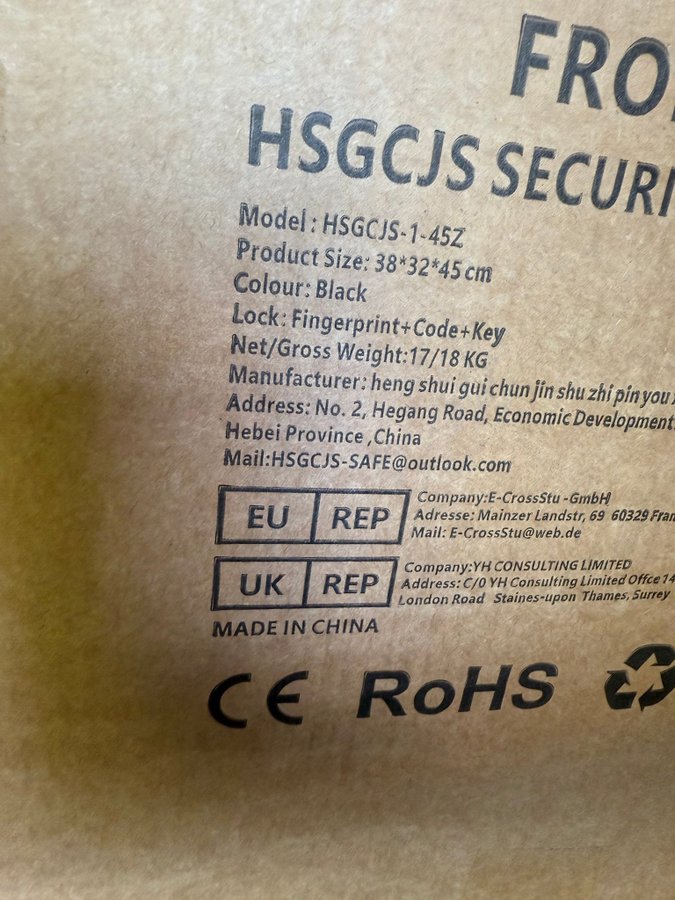 FRO
HSGCJS SECURI
Model : HSGCJS-1-45Z
Product Size: 38*32*45 cm
Colour: Black
Lock: Fingerprint+Code+Key
Net/Gross Weight:17/18 KG
Manufacturer: heng shui gui chun jin shu zhi pin you
Address: No. 2, Hegang Road, Economic Development
Hebei Province ,China
Mail:HSGCJS-SAFE@outlook.com
EU REP
Company:E-CrossStu -GmbH
Adresse: Mainzer Landstr, 69 60329 Fran
Mail: E-CrossStu@web.de
UK REP
Company:YH CONSULTING LIMITED
Address: C/0 YH Consulting Limited Offce 14
London Road Staines-upon Thames, Surrey
MADE IN CHINA
CE RoHS